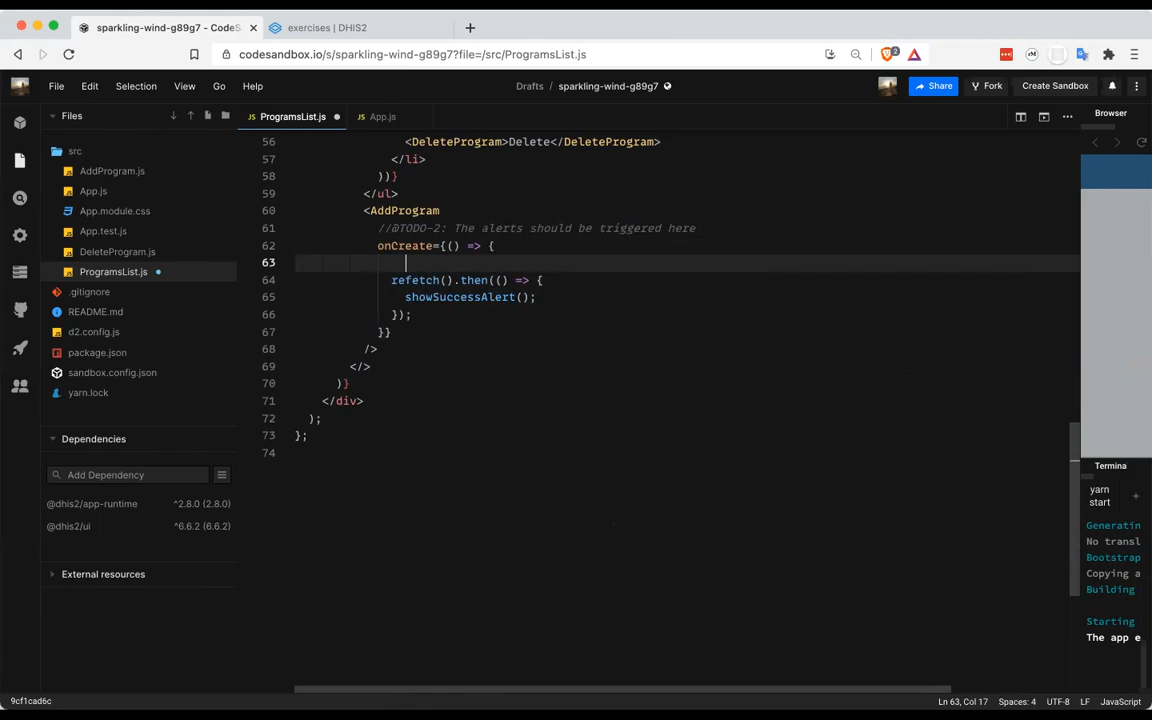 sparkling-wind-g89g7 - CodeS
exercises | DHIS2
codesandbox.io/s/sparkling-wind-g89g7?file=/src/ProgramsList.js
2
File Edit Selection View Go Help
Drafts / sparkling-wind-g89g7
Share Fork Create Sandbox
Files
JS ProgramsList.js
JS App.js
Browser
src
AddProgram.js
App.js
App.module.css
App.test.js
DeleteProgram.js
ProgramsList.js
.gitignore
README.md
d2.config.js
package.json
sandbox.config.json
yarn.lock
Dependencies
Add Dependency
@dhis2/app-runtime ^2.8.0 (2.8.0)
@dhis2/ui ^6.6.2 (6.6.2)
External resources
56 <DeleteProgram>Delete</DeleteProgram>
57 </li>
58 ))}
59 </ul>
60 <AddProgram
61 //@TODO-2: The alerts should be triggered here
62 onCreate={() => {
63
64 refetch().then(() => {
65 showSuccessAlert();
66 });
67 }}
68 />
69 </>
70 )}
71 </div>
72 );
73 };
74
Termina
yarn
start
Generatin
No transl
Bootstrap
Copying a
Building
Starting
The app e
9cf1cad6c
Ln 63, Col 17 Spaces: 4 UTF-8 LF JavaScript